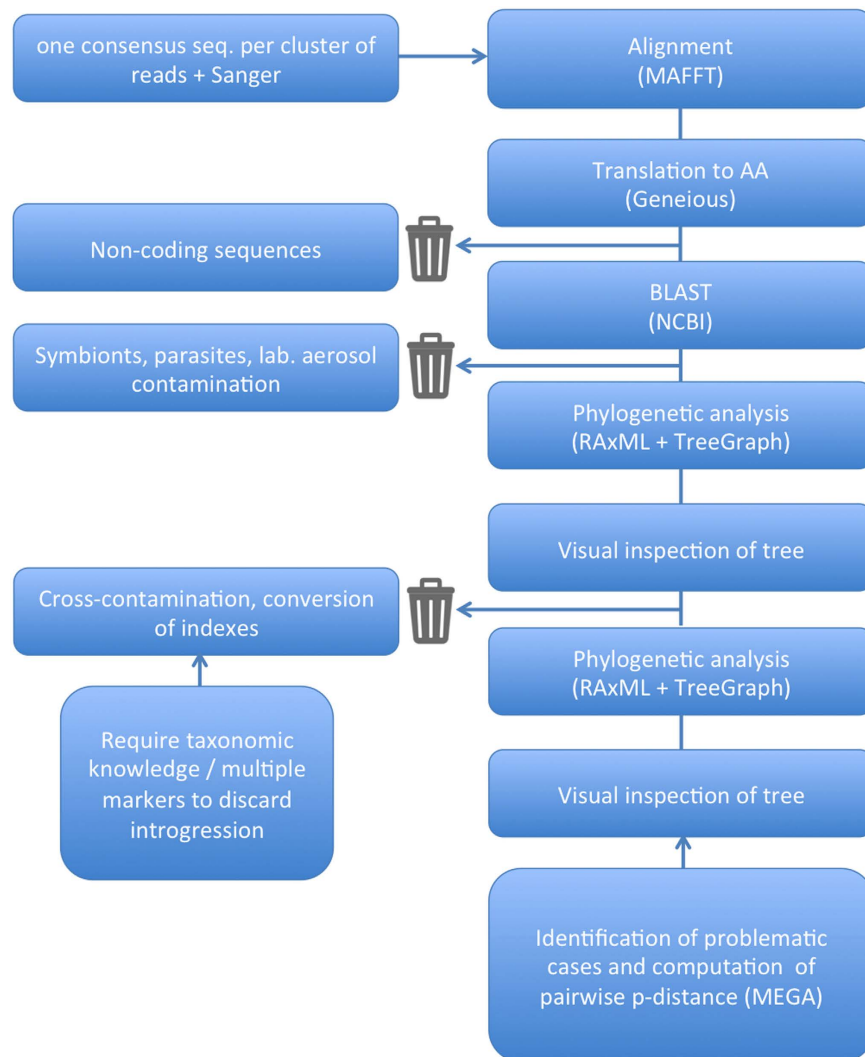 one consensus seq. per cluster of
reads + Sanger
Alignment
(MAFFT)
Translation to AA
(Geneious)
Non-coding sequences
BLAST
(NCBI)
Symbionts, parasites, lab. aerosol
contamination
Phylogenetic analysis
(RAxML + TreeGraph)
Visual inspection of tree
Cross-contamination, conversion
of indexes
Phylogenetic analysis
(RAxML + TreeGraph)
Require taxonomic
knowledge / multiple
markers to discard
introgression
Visual inspection of tree
Identification of problematic
cases and computation of
pairwise p-distance (MEGA)